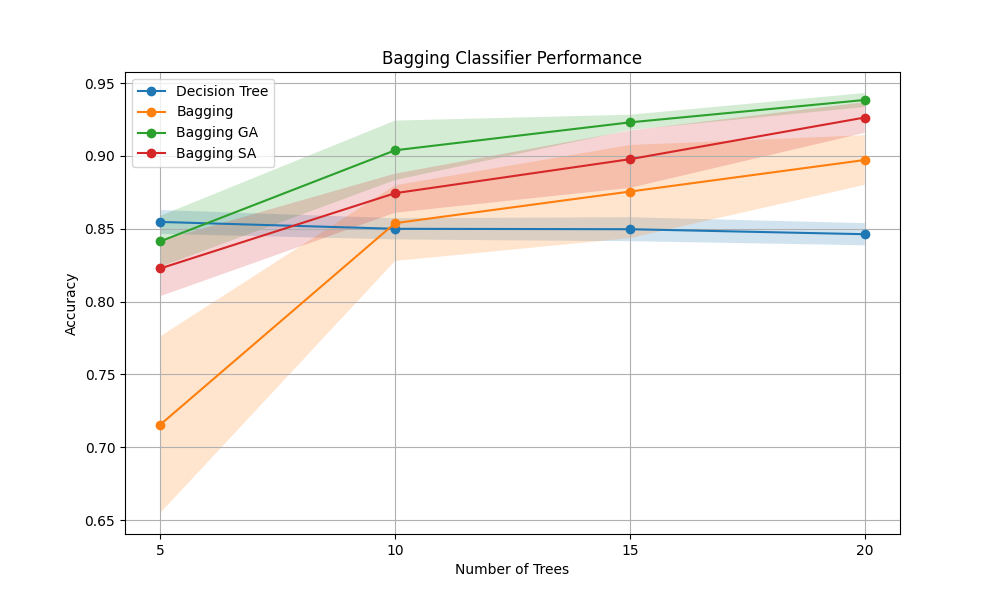 Bagging Classifier Performance
Decision Tree
Bagging
Bagging GA
Bagging SA
0.95
0.90
0.85
0.80
0.75
0.70
0.65
Accuracy
5
10
15
20
Number of Trees